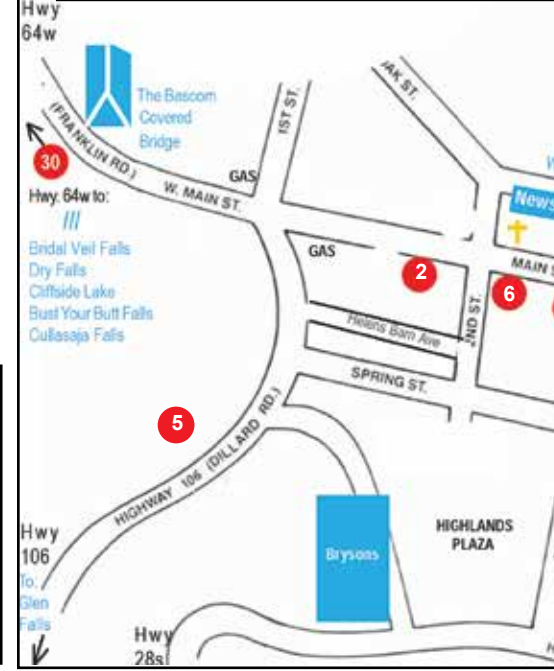 Hwy
64w
The Bascom
Covered
Bridge
(FRANKLIN RD.)
30
Hwy. 64w to:
Bridal Veil Falls
Dry Falls
Cliffside Lake
Bust Your Butt Falls
Cullasaja Falls
W. MAIN ST.
GAS
1ST ST.
GAS
2
6
MAIN S
2ND ST.
Helens Barn Ave
SPRING ST.
5
HIGHWAY 106 (DILLARD RD.)
Brysons
HIGHLANDS
PLAZA
Hwy
106
To:
Glen
Falls
Hwy
28s